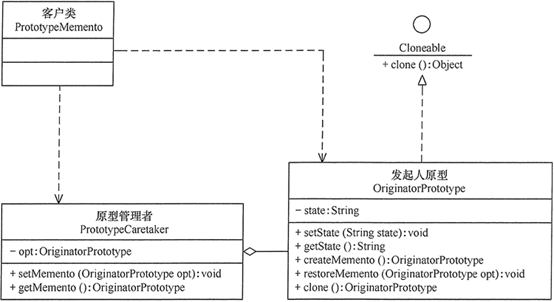 客户类
PrototypeMemento
Cloneable
+ clone ():Object
发起人原型
OriginatorPrototype
- state:String
+ setState (String state):void
+ getState ():String
+ createMemento ():OriginatorPrototype
+ restoreMemento (OriginatorPrototype opt):void
+ clone ():OriginatorPrototype
原型管理者
PrototypeCaretaker
- opt:OriginatorPrototype
+ setMemento (OriginatorPrototype opt):void
+ getMemento ():OriginatorPrototype